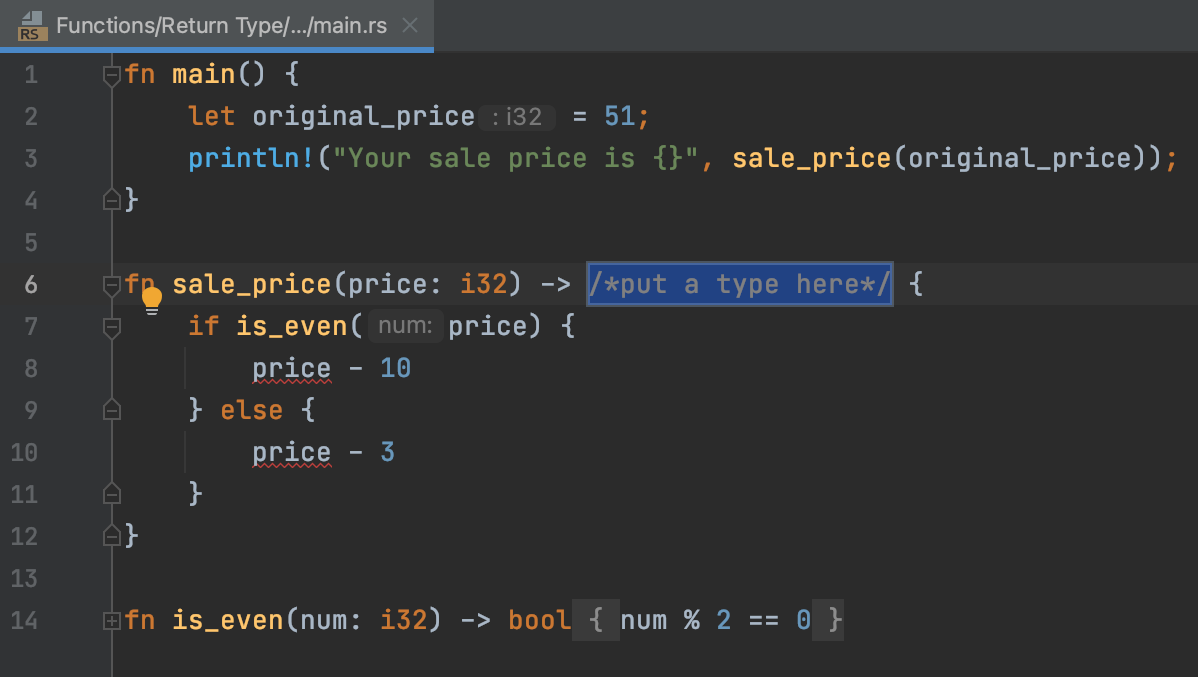 RS Functions/Return Type/.../main.rs ×
1 fn main() {
2 let original_price : i32 = 51;
3 println!("Your sale price is {}", sale_price(original_price));
4 }
5
6 fn sale_price(price: i32) -> /*put a type here*/ {
7 if is_even( num: price) {
8 price - 10
9 } else {
10 price - 3
11 }
12 }
13
14 fn is_even(num: i32) -> bool { num % 2 == 0 }